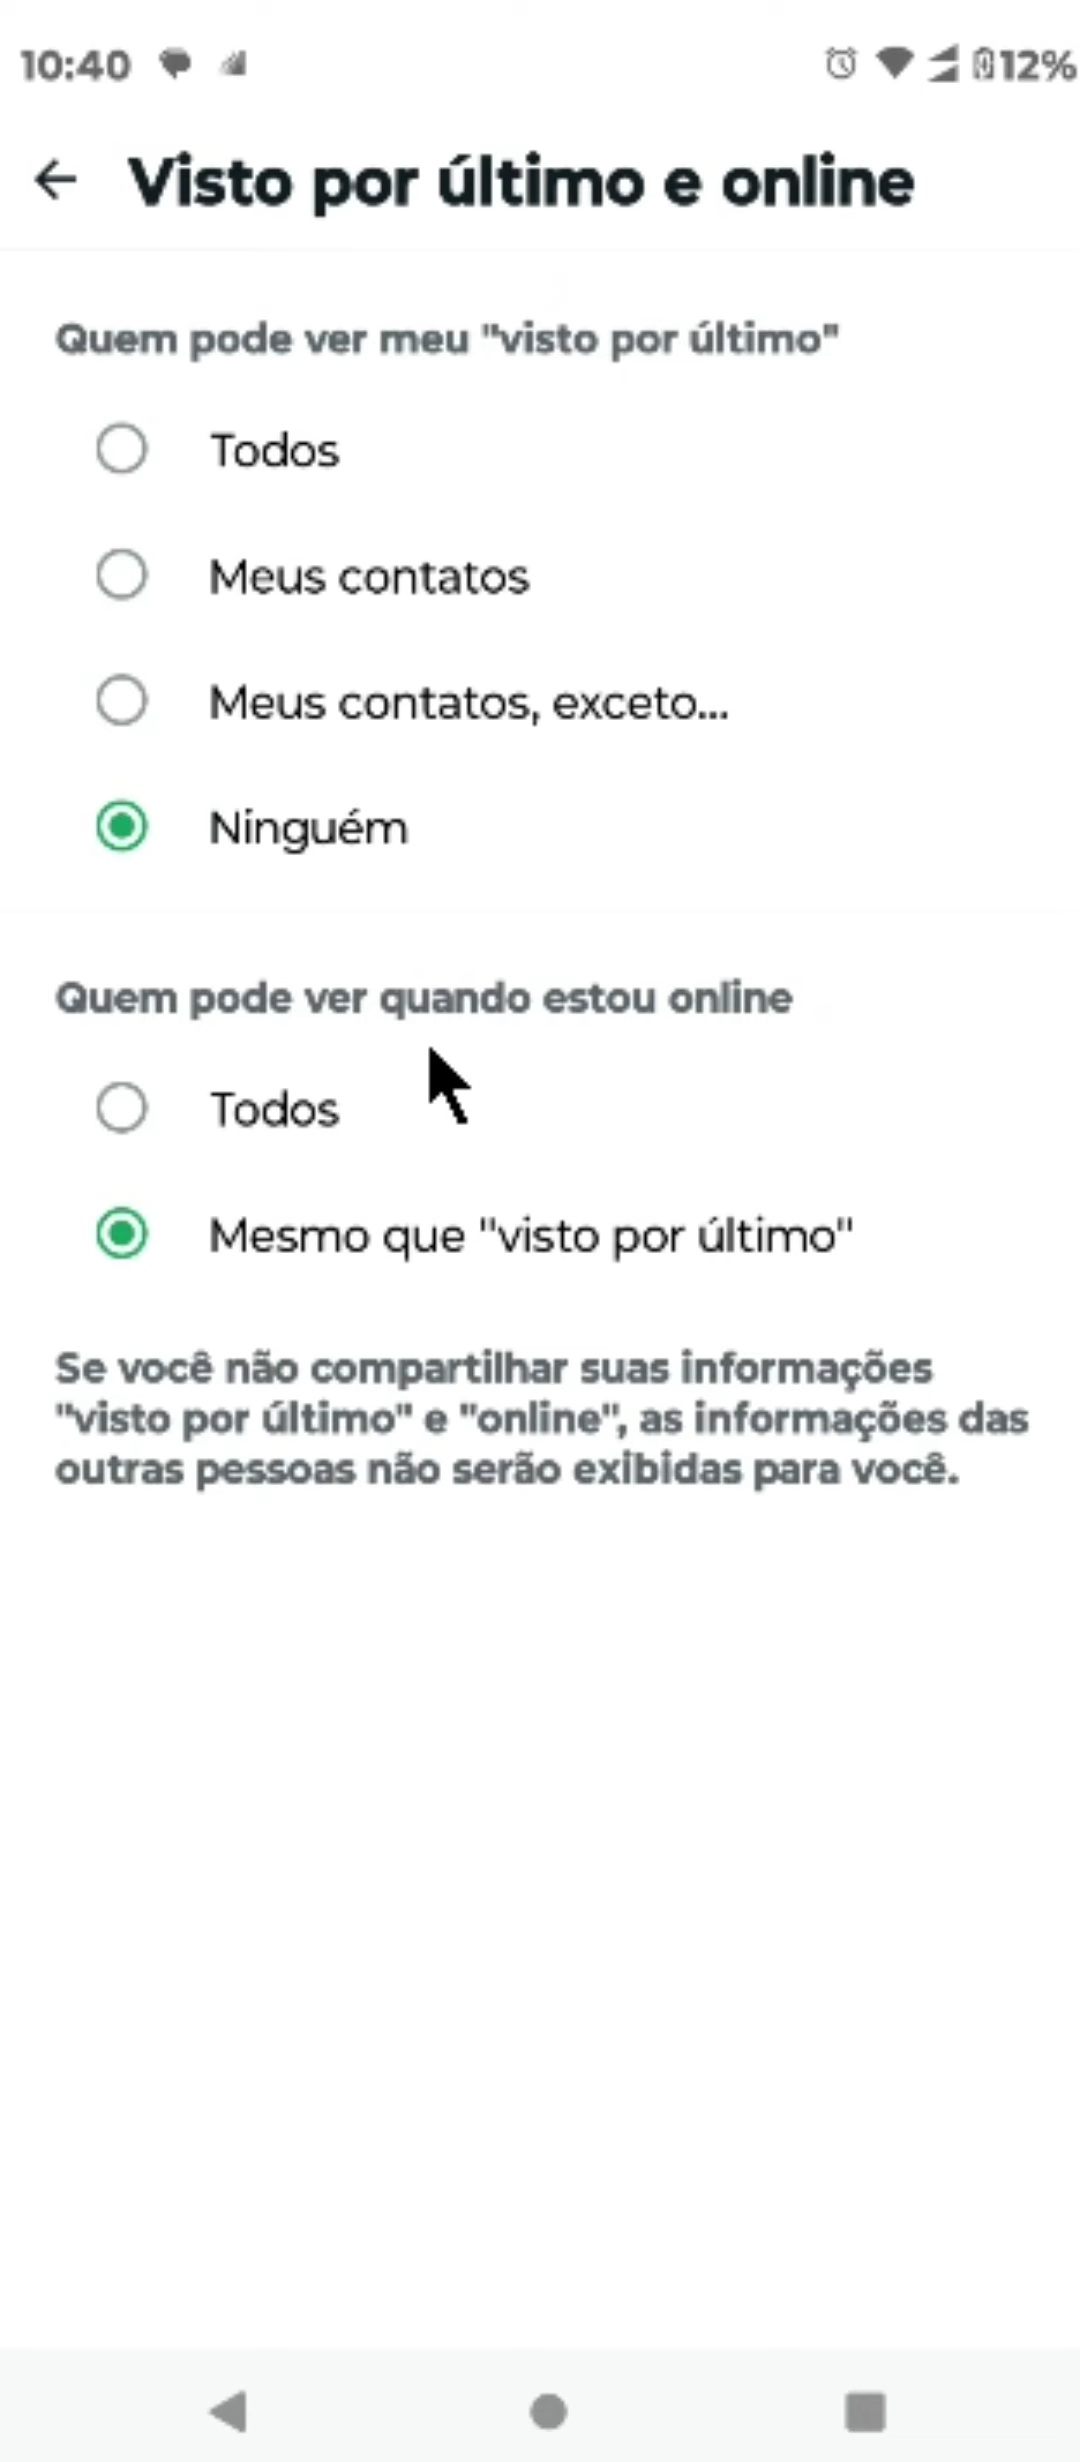 10:40 12%
Visto por último e online
Quem pode ver meu "visto por último"
Todos
Meus contatos
Meus contatos, exceto...
Ninguém
Quem pode ver quando estou online
Todos
Mesmo que "visto por último"
Se você não compartilhar suas informações
"visto por último" e "online", as informações das
outras pessoas não serão exibidas para você.